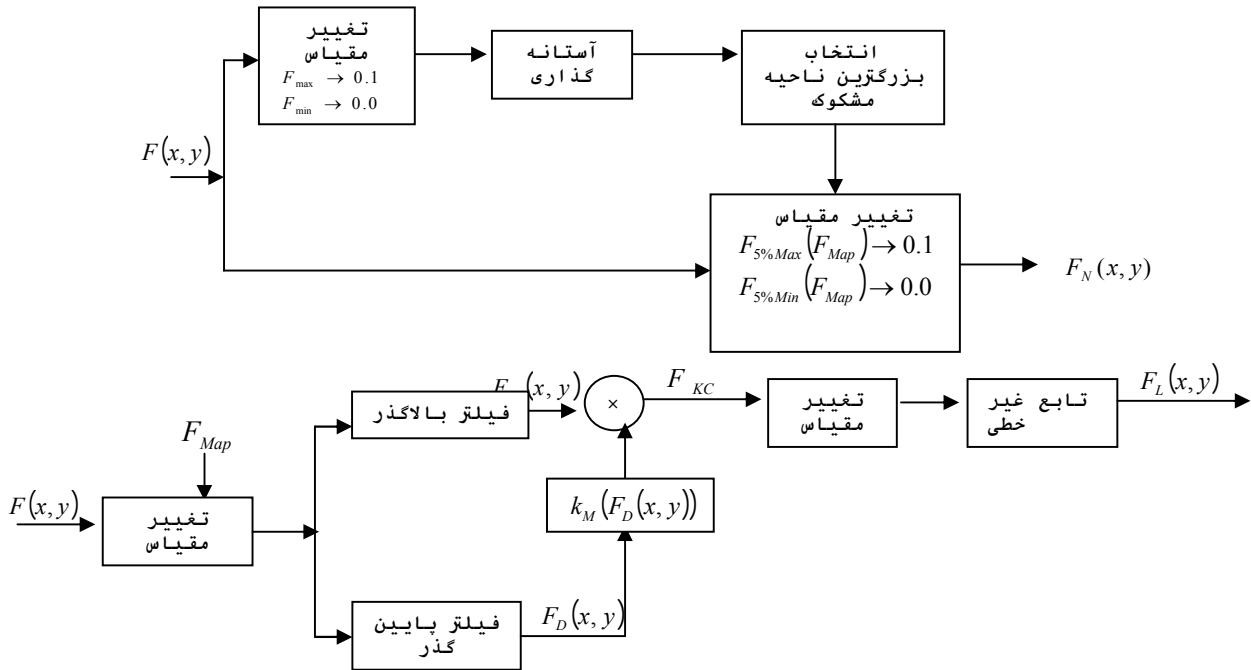 تغییر
مقیاس
F_max → 0.1
F_min → 0.0
آستانه
گذاری
انتخاب
بزرگترین ناحیه
مشکوک
F(x, y)
تغییر مقیاس
F_5%Max(F_Map) → 0.1
F_5%Min(F_Map) → 0.0
F_N(x, y)
F_Map
F(x, y)
تغییر
مقیاس
فیلتر بالاگذر
(x, y)
×
F_KC
تغییر
مقیاس
تابع غیر
خطی
F_L(x, y)
k_M(F_D(x, y))
فیلتر پایین
گذر
F_D(x, y)